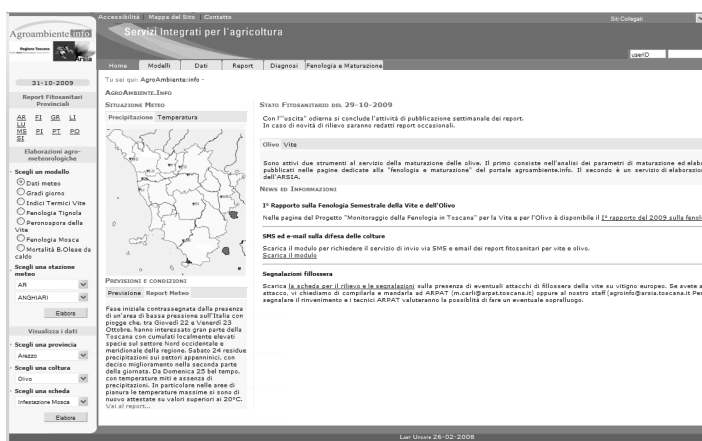 Accessibilità | Mappa del Sito | Contatto
Siti Collegati
Agroambiente.info
Servizi Integrati per l'agricoltura
Regione Toscana
userID
Home Modelli Dati Report Diagnosi Fenologia e Maturazione
31-10-2009
Tu sei qui: AgroAmbiente.info -
Report Fitosanitari
Provinciali
AR FI GR LI
LU
MS PI PT PO
SI
Elaborazioni agro-
meteorologiche
Scegli un modello
Dati meteo
Gradi giorno
Indici Termici Vite
Fenologia Tignola
Peronospora della
Vite
Fenologia Mosca
Mortalità B.Oleae da
caldo
Scegli una stazione
meteo
AR
ANGHIARI
Elabora
Visualizza i dati
Scegli una provincia
Arezzo
Scegli una coltura
Olivo
Scegli una scheda
Infestazione Mosca
Elabora
AgroAmbiente.Info
Situazione Meteo
Precipitazione Temperatura
Previsioni e condizioni
Previsione Report Meteo
Fase iniziale contrassegnata dalla presenza
di un'area di bassa pressione sull'Italia con
piogge che, tra Giovedì 22 e Venerdì 23
Ottobre, hanno interessato gran parte della
Toscana con cumulati localmente elevati
specie sul settore Nord occidentale e
meridionale della regione. Sabato 24 residue
precipitazioni sui settori appenninici, con
deciso miglioramento nella seconda parte
della giornata. Da Domenica 25 bel tempo,
con temperature miti e assenza di
precipitazioni. In particolare nelle aree di
pianura le temperature massime si sono di
nuovo attestate su valori superiori ai 20°C.
Vai al report...
Stato Fitosanitario del 29-10-2009
Con l'"uscita" odierna si conclude l'attività di pubblicazione settimanale dei report.
In caso di novità di rilievo saranno redatti report occasionali.
Olivo Vite
Sono attivi due strumenti al servizio della maturazione delle olive. Il primo consiste nell'analisi dei parametri di maturazione ed elabo
pubblicati nelle pagine dedicate alla "fenologia e maturazione" del portale agroambiente.info. Il secondo è un servizio di elaborazion
dell'ARSIA.
News ed Informazioni
I° Rapporto sulla Fenologia Semestrale della Vite e dell'Olivo
Nelle pagine del Progetto "Monitoraggio della Fenologia in Toscana" per la Vite e per l'Olivo è disponibile il I° rapporto del 2009 sulla fenol
SMS ed e-mail sulla difesa delle colture
Scarica il modulo per richiedere il servizio di invio via SMS e email dei report fitosanitari per vite e olivo.
Scarica il modulo
Segnalazioni fillossera
Scarica la scheda per il rilievo e le segnalazioni sulla presenza di eventuali attacchi di fillossera della vite su vitigno europeo. Se avete s
attacco, vi chiediamo di compilarla e mandarla ad ARPAT (m.carli@arpat.toscana.it) oppure al nostro staff (agroinfo@arsia.toscana.it Per
segnalare il rinvenimento e i tecnici ARPAT valuteranno la possibilità di fare un eventuale sopralluogo.
Last Update 26-02-2008